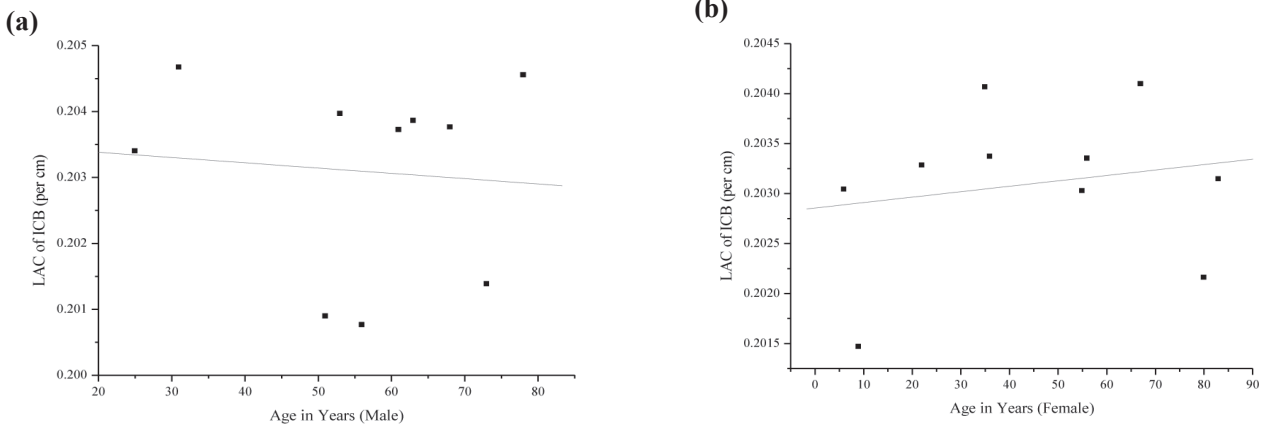 (a)
0.205
0.204
0.203
0.202
0.201
0.200
LAC of ICB (per cm)
20 30 40 50 60 70 80
Age in Years (Male)
(b)
0.2045
0.2040
0.2035
0.2030
0.2025
0.2020
0.2015
LAC of ICB (per cm)
0 10 20 30 40 50 60 70 80 90
Age in Years (Female)